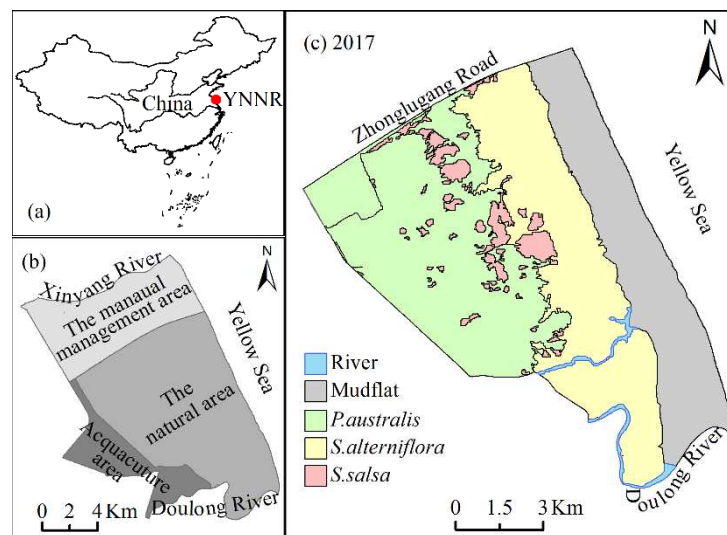 China
YNNR
(a)
(b)
N
Xinyang River
The manaual
management area
Yellow Sea
The
natural area
Acquacuture
area
Doulong River
0 2 4 Km
(c) 2017
N
Zhonglugang Road
Yellow Sea
River
Mudflat
P.australis
S.alterniflora
S.salsa
Doulong River
0 1.5 3 Km